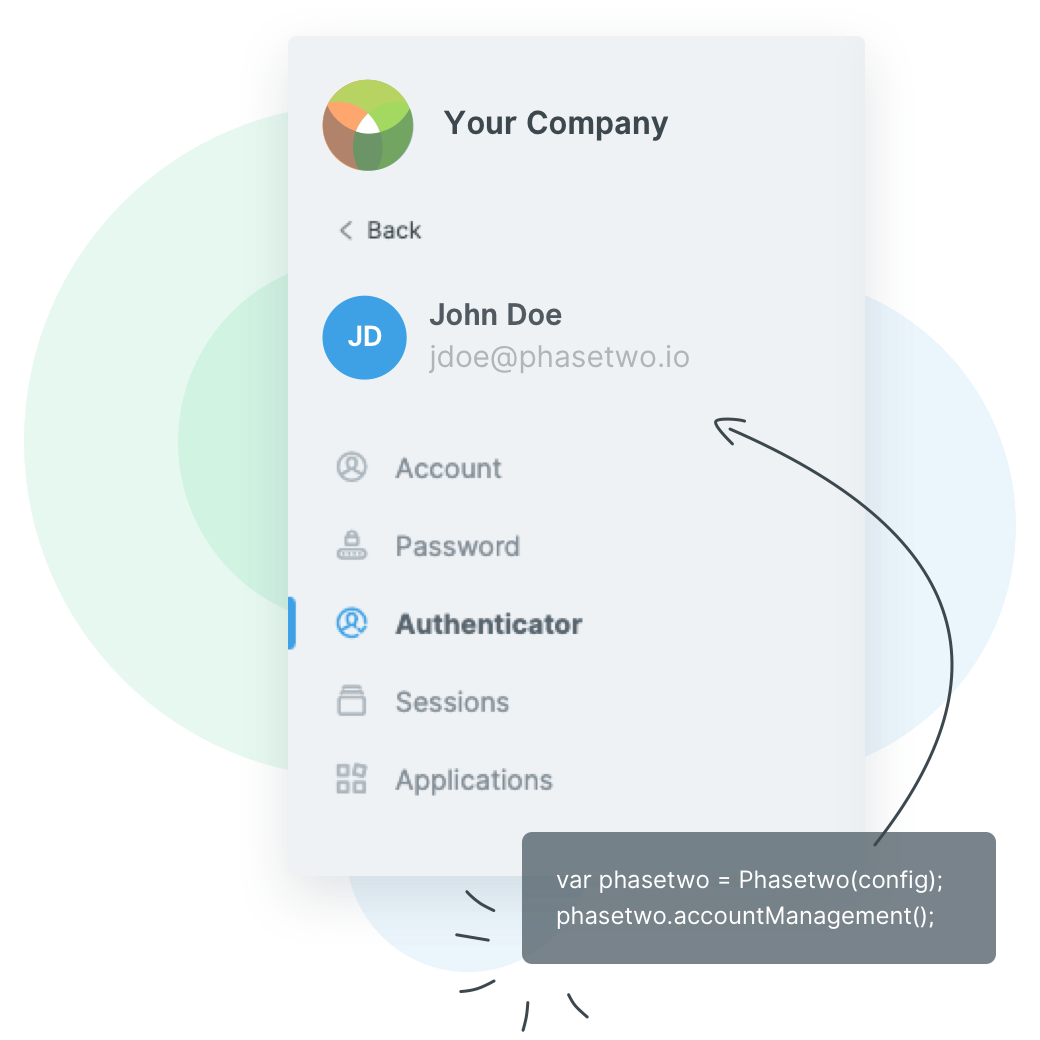 Your Company
Back
JD
John Doe
jdoe@phasetwo.io
Account
Password
Authenticator
Sessions
Applications
var phasetwo = Phasetwo(config);
phasetwo.accountManagement();